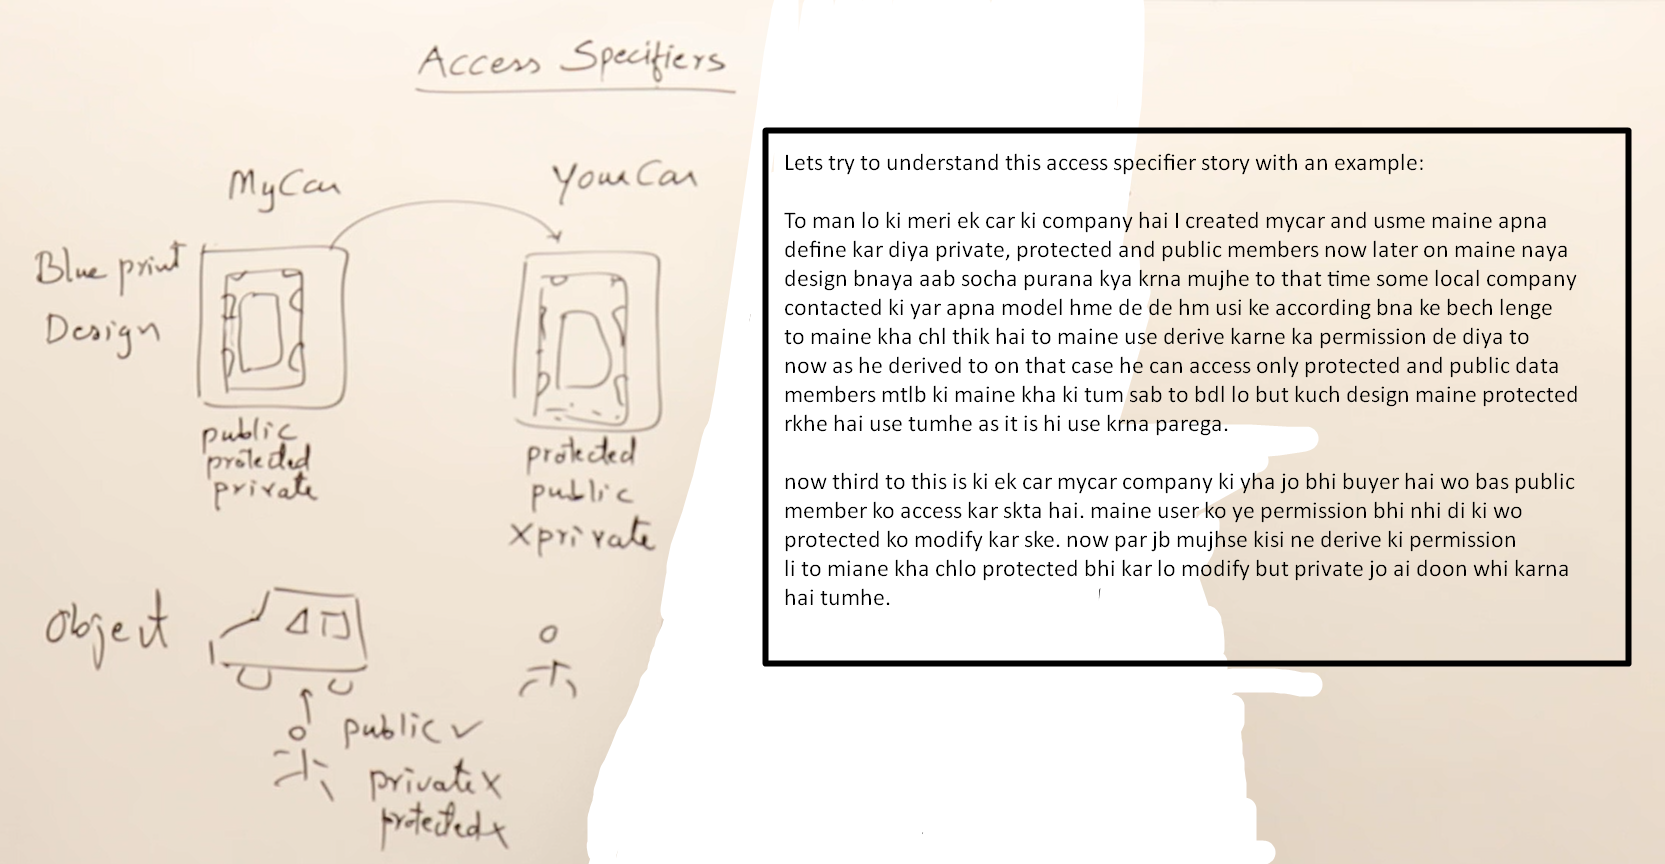 Access Specifiers
MyCar
YourCar
Blue print
Design
public
protected
private
protected
public
X private
Object
public ✓
private X
protected X
Lets try to understand this access specifier story with an example:
To man lo ki meri ek car ki company hai I created mycar and usme maine apna
define kar diya private, protected and public members now later on maine naya
design bnaya aab socha purana kya krna mujhe to that time some local company
contacted ki yar apna model hme de de hm usi ke according bna ke bech lenge
to maine kha chl thik hai to maine use derive karne ka permission de diya to
now as he derived to on that case he can access only protected and public data
members mtlb ki maine kha ki tum sab to bdl lo but kuch design maine protected
rkhe hai use tumhe as it is hi use krna parega.
now third to this is ki ek car mycar company ki yha jo bhi buyer hai wo bas public
member ko access kar skta hai. maine user ko ye permission bhi nhi di ki wo
protected ko modify kar ske. now par jb mujhse kisi ne derive ki permission
li to miane kha chlo protected bhi kar lo modify but private jo ai doon whi karna
hai tumhe.